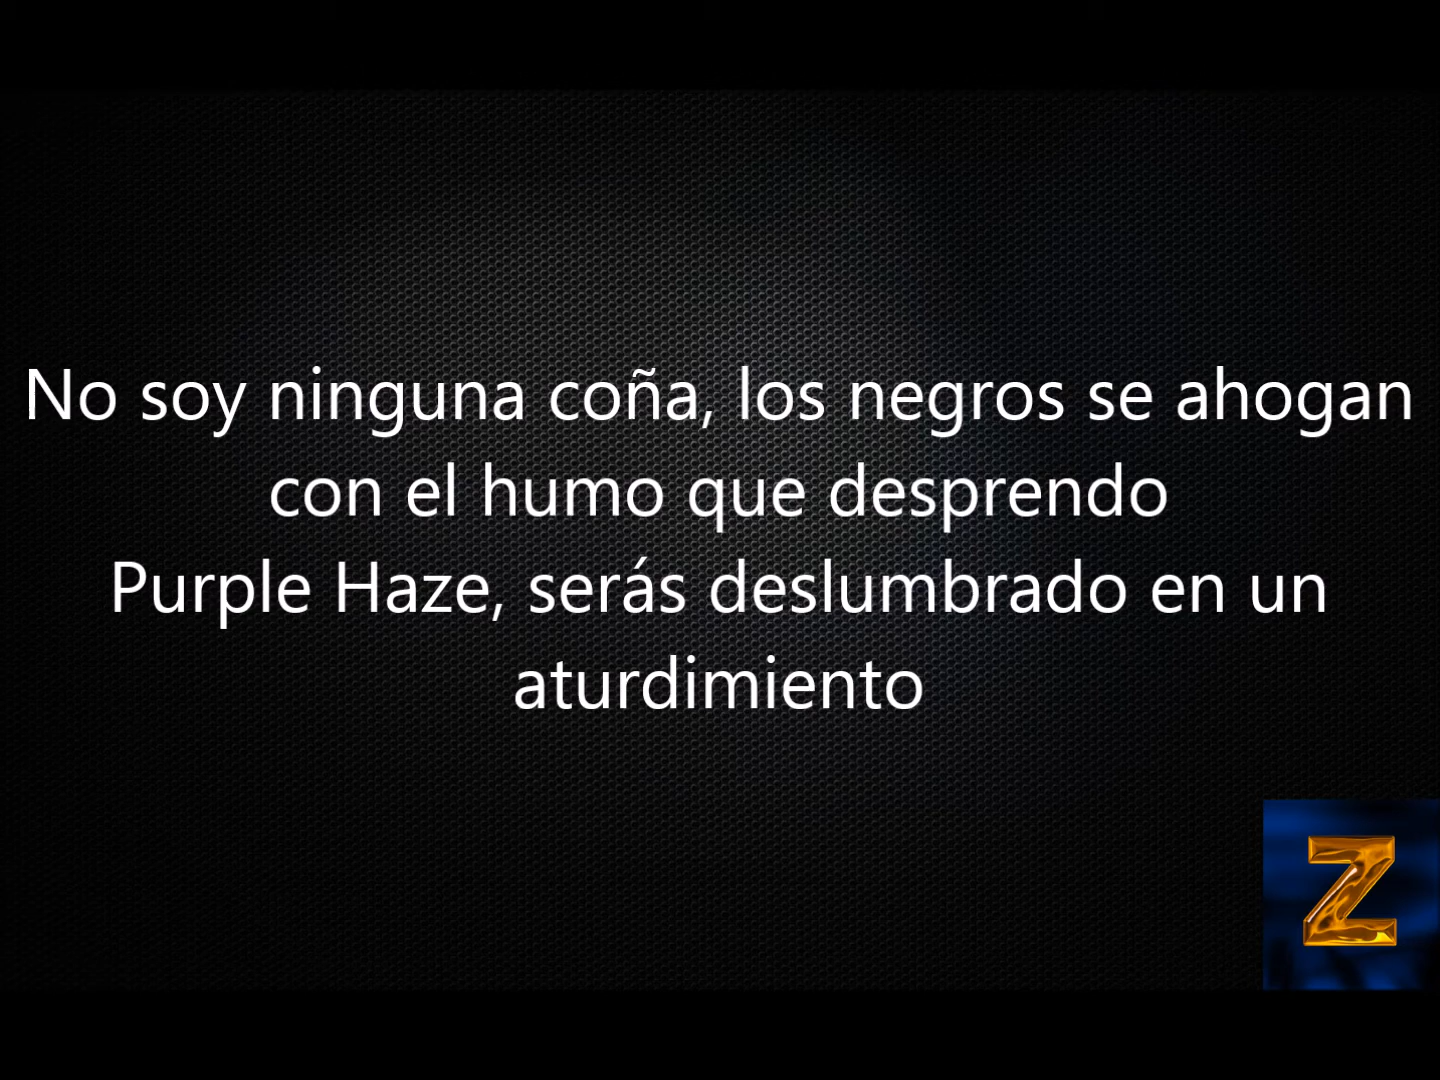 No soy ninguna coña, los negros se ahogan
con el humo que desprendo
Purple Haze, serás deslumbrado en un
aturdimiento
Z